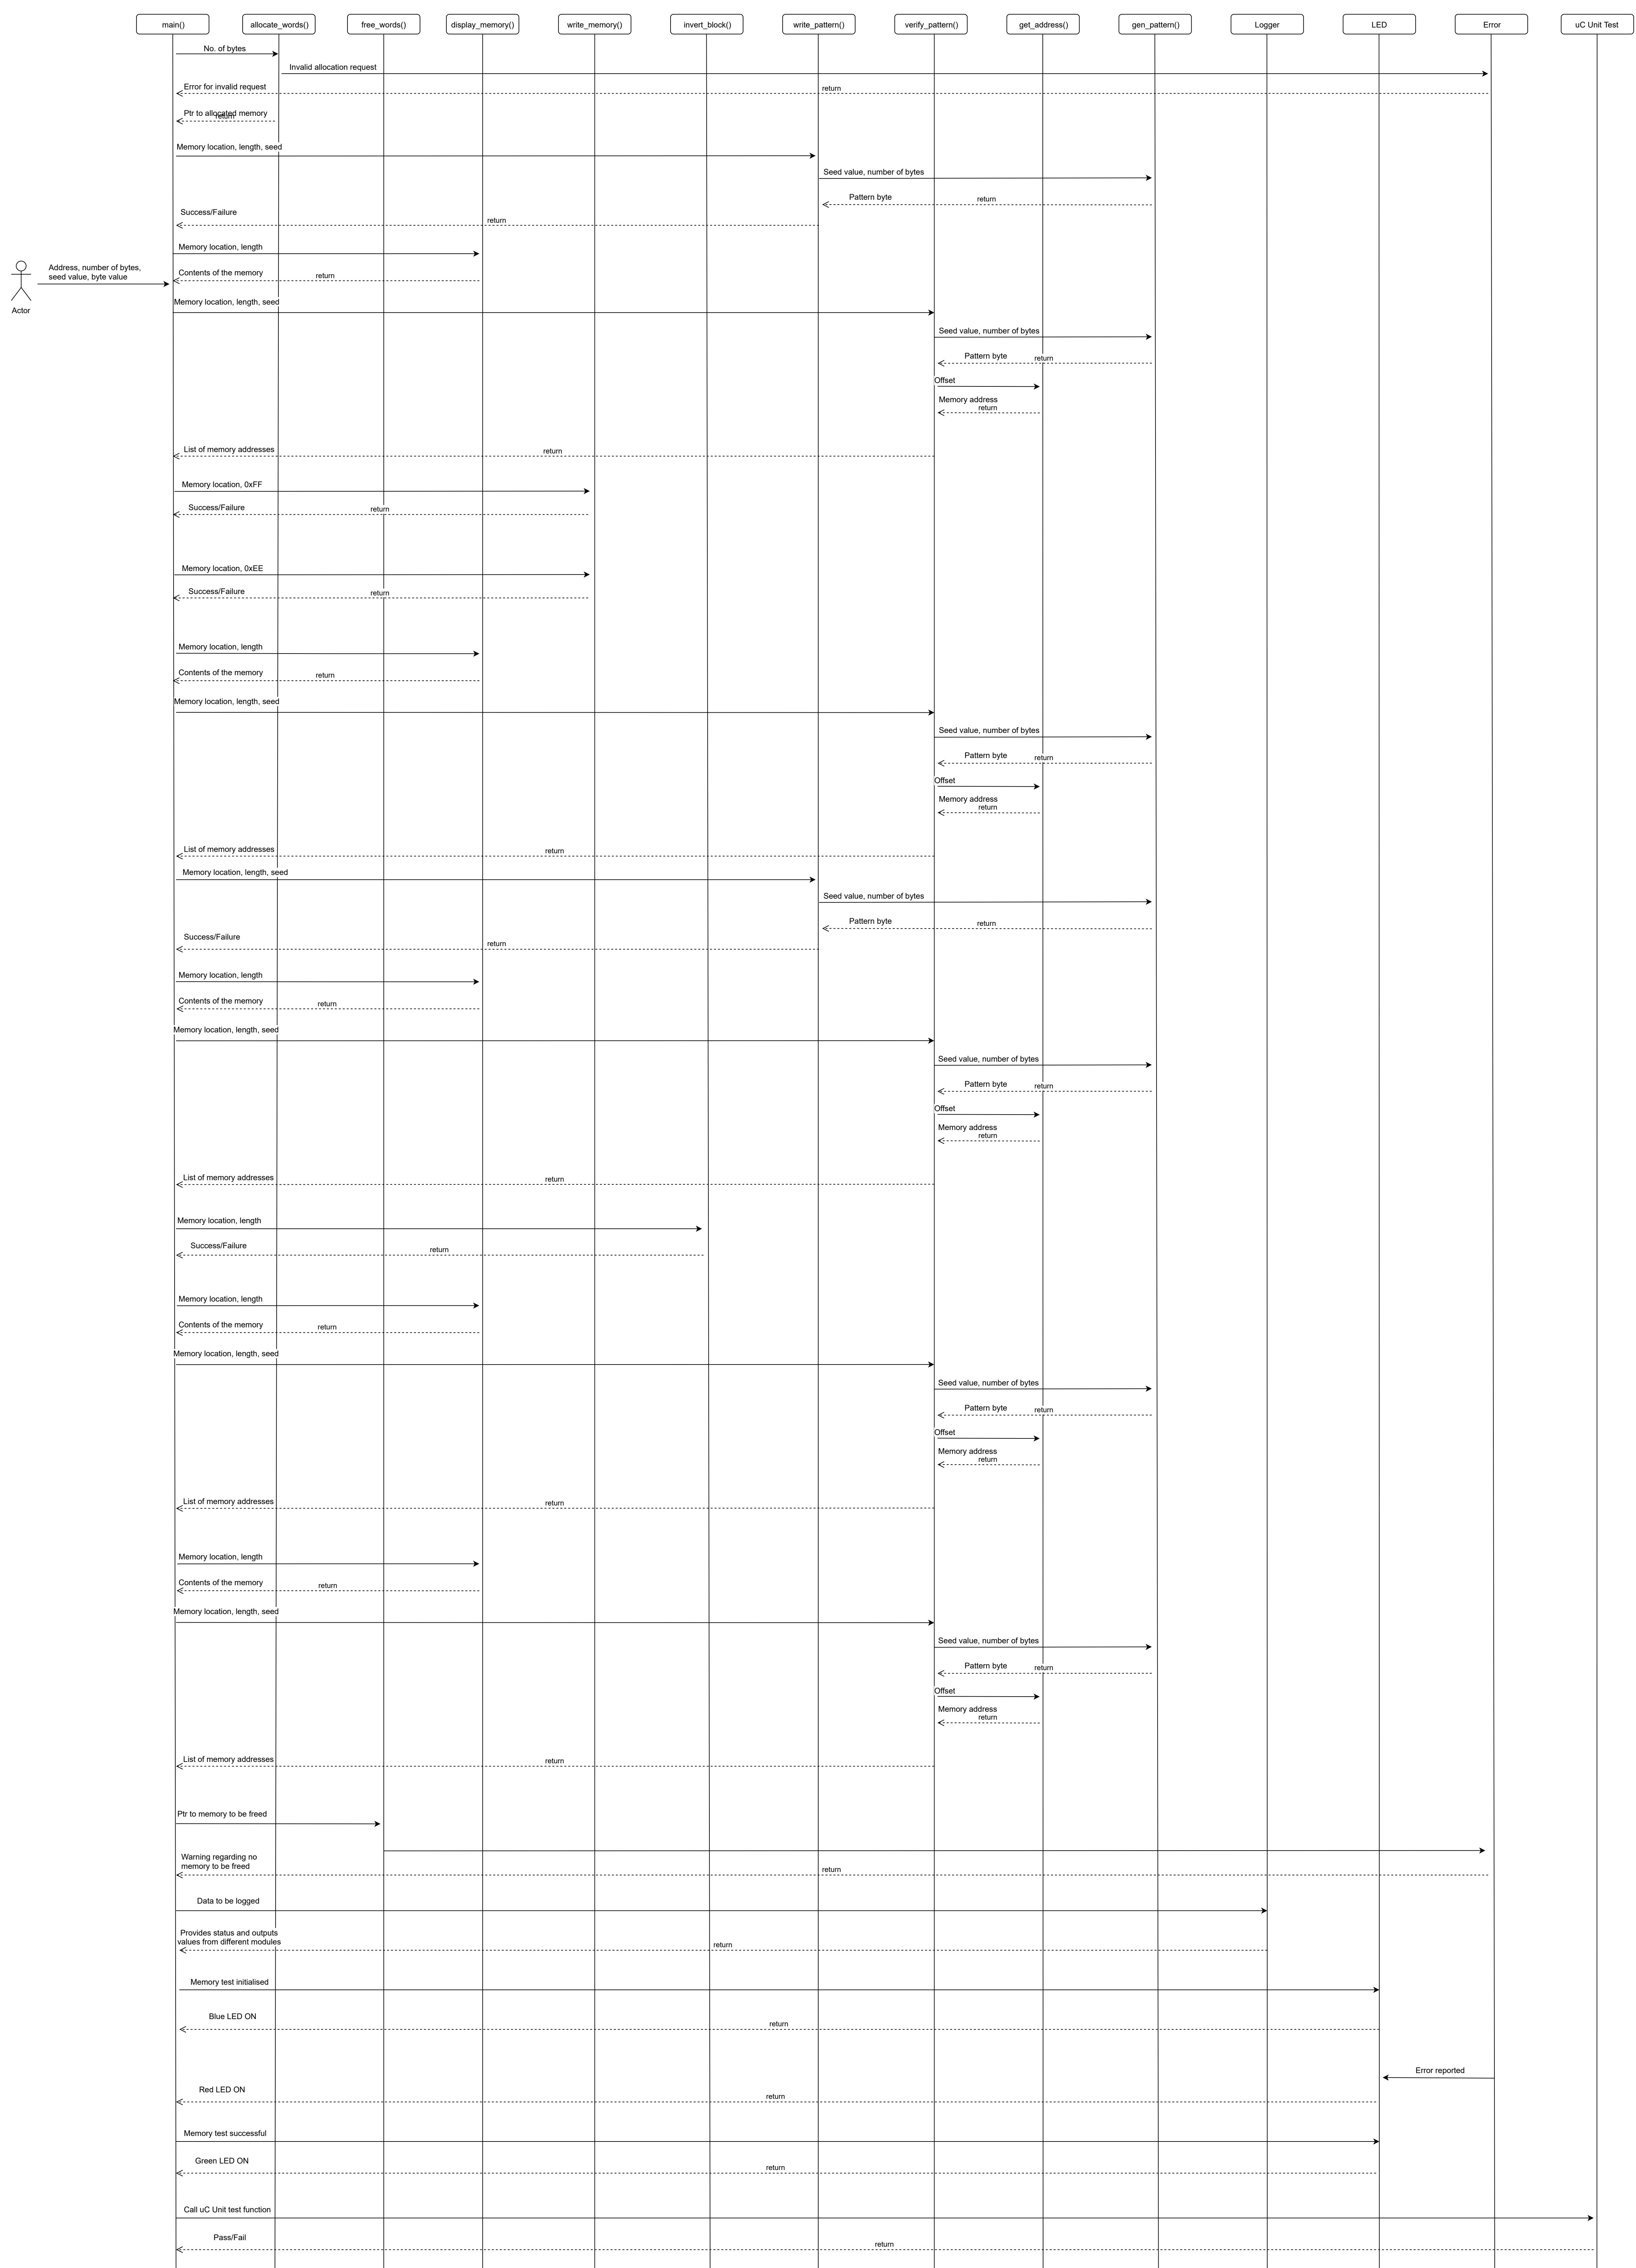 main()
allocate_words()
free_words()
display_memory()
write_memory()
invert_block()
write_pattern()
verify_pattern()
get_address()
gen_pattern()
Logger
LED
Error
uC Unit Test
No. of bytes
Invalid allocation request
Error for invalid request
return
Ptr to allocated memory
return
Memory location, length, seed
Seed value, number of bytes
Pattern byte
return
Success/Failure
return
Memory location, length
Address, number of bytes,
seed value, byte value
Actor
Contents of the memory
return
Memory location, length, seed
Seed value, number of bytes
Pattern byte
return
Offset
Memory address
return
List of memory addresses
return
Memory location, 0xFF
Success/Failure
return
Memory location, 0xEE
Success/Failure
return
Memory location, length
Contents of the memory
return
Memory location, length, seed
Seed value, number of bytes
Pattern byte
return
Offset
Memory address
return
List of memory addresses
return
Memory location, length, seed
Seed value, number of bytes
Pattern byte
return
Success/Failure
return
Memory location, length
Contents of the memory
return
Memory location, length, seed
Seed value, number of bytes
Pattern byte
return
Offset
Memory address
return
List of memory addresses
return
Memory location, length
Success/Failure
return
Memory location, length
Contents of the memory
return
Memory location, length, seed
Seed value, number of bytes
Pattern byte
return
Offset
Memory address
return
List of memory addresses
return
Memory location, length
Contents of the memory
return
Memory location, length, seed
Seed value, number of bytes
Pattern byte
return
Offset
Memory address
return
List of memory addresses
return
Ptr to memory to be freed
Warning regarding no
memory to be freed
return
Data to be logged
Provides status and outputs
values from different modules
return
Memory test initialised
Blue LED ON
return
Error reported
Red LED ON
return
Memory test successful
Green LED ON
return
Call uC Unit test function
Pass/Fail
return